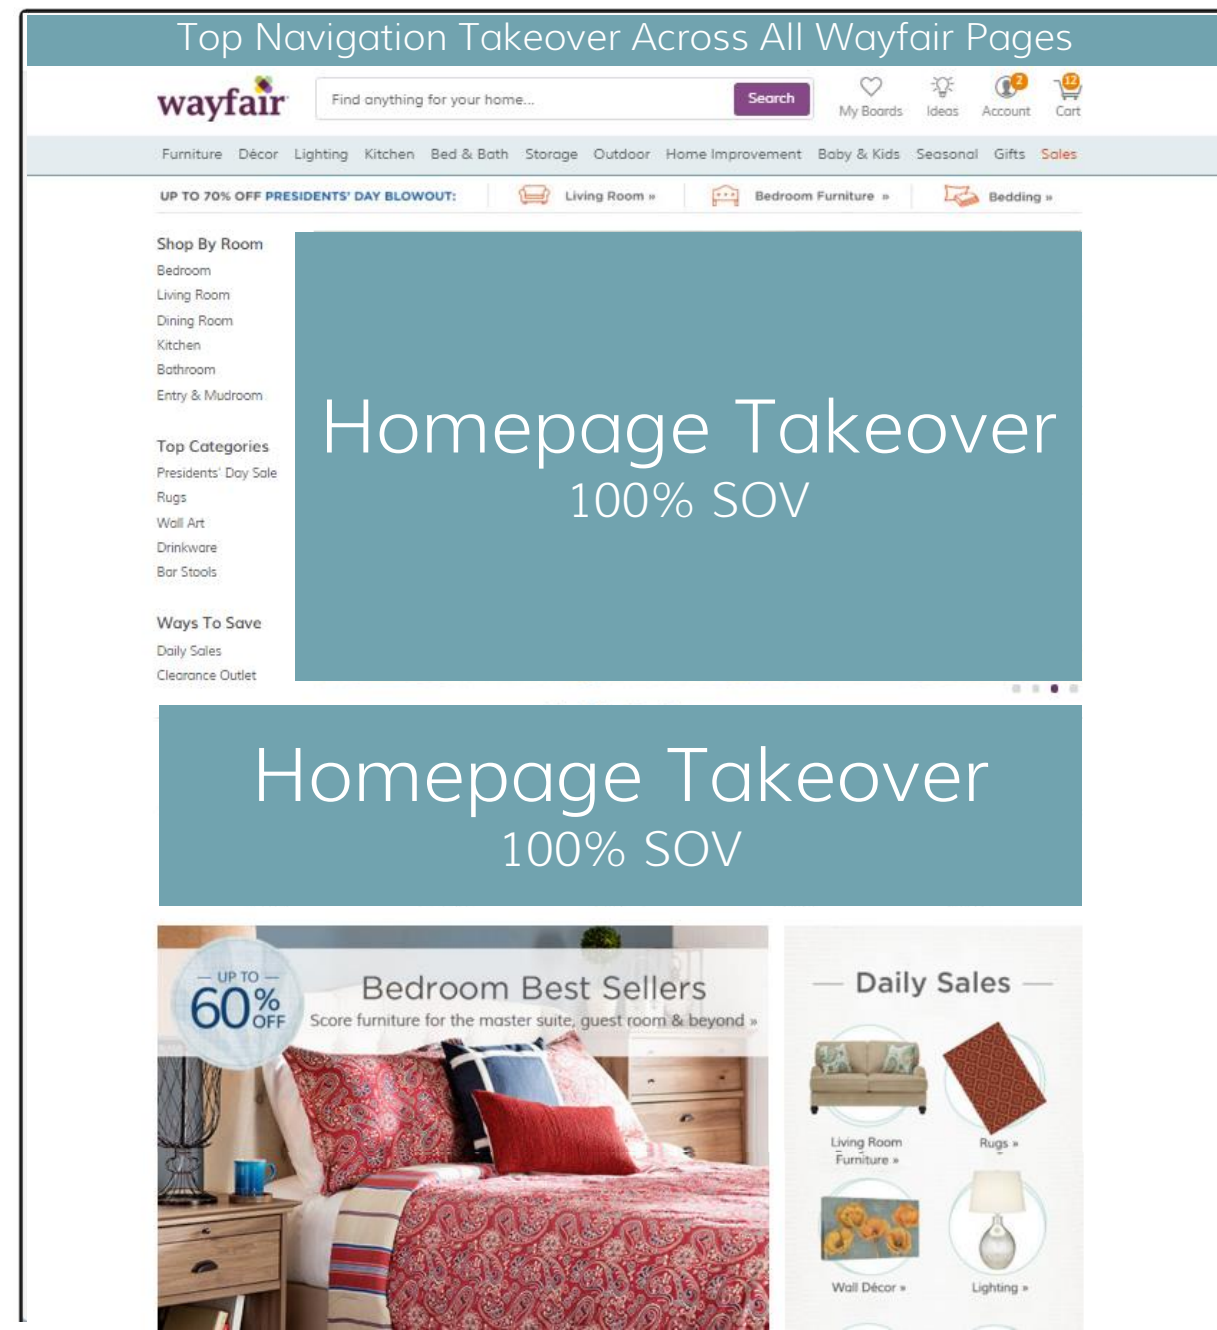 Top Navigation Takeover Across All Wayfair Pages
wayfair
Find anything for your home...
Search
My Boards
Ideas
2
Account
12
Cart
Furniture Décor Lighting Kitchen Bed & Bath Storage Outdoor Home Improvement Baby & Kids Seasonal Gifts Sales
UP TO 70% OFF PRESIDENTS' DAY BLOWOUT: Living Room » Bedroom Furniture » Bedding »
Shop By Room
Bedroom
Living Room
Dining Room
Kitchen
Bathroom
Entry & Mudroom
Top Categories
Presidents' Day Sale
Rugs
Wall Art
Drinkware
Bar Stools
Ways To Save
Daily Sales
Clearance Outlet
Homepage Takeover
100% SOV
Homepage Takeover
100% SOV
— UP TO —
60% OFF
Bedroom Best Sellers
Score furniture for the master suite, guest room & beyond »
— Daily Sales —
Living Room
Furniture »
Rugs »
Wall Décor »
Lighting »